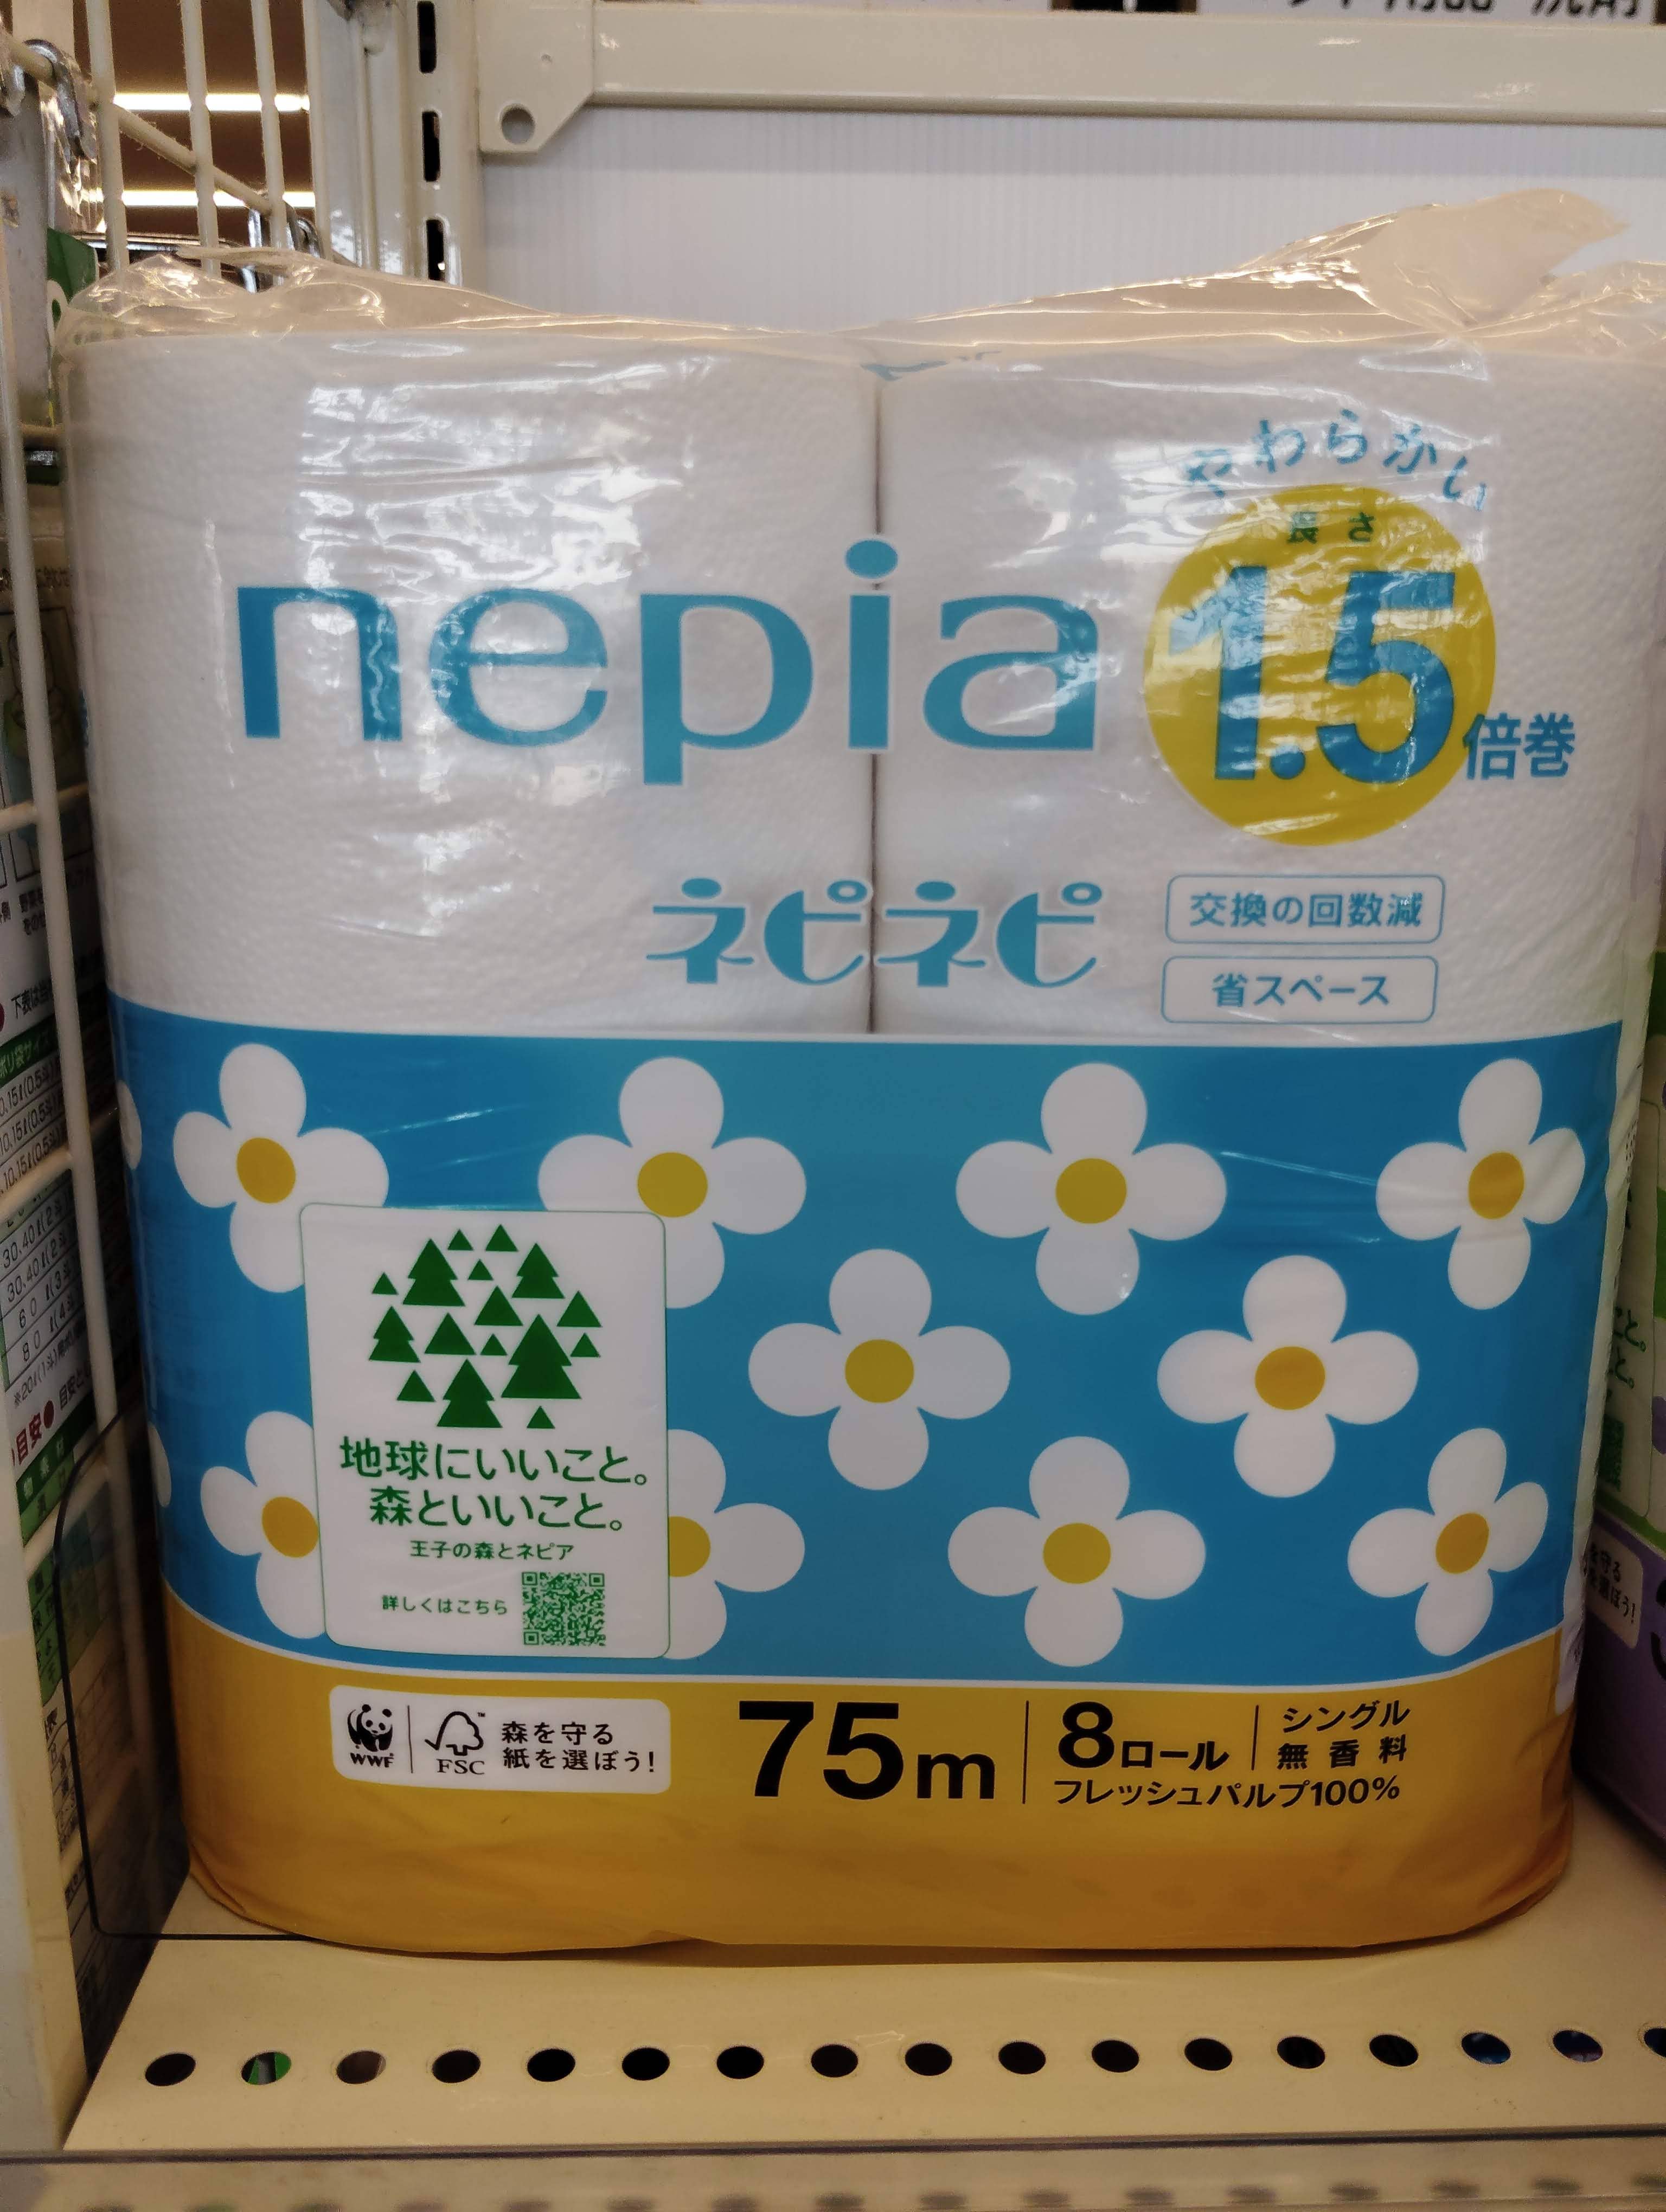 やわらかい
長さ
nepia 1.5倍巻
ネピネピ
交換の回数減
省スペース
地球にいいこと。
森といいこと。
王子の森とネピア
詳しくはこちら
WWF
FSC
森を守る
紙を選ぼう!
75m
8ロール
シングル
無香料
フレッシュパルプ100%